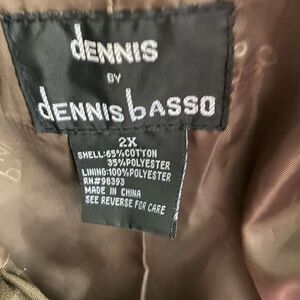 dENNIS
BY
dENNIS bASSO
2X
SHELL:65%COTTON
35%POLYESTER
LINING:100%POLYESTER
RN#98393
MADE IN CHINA
SEE REVERSE FOR CARE